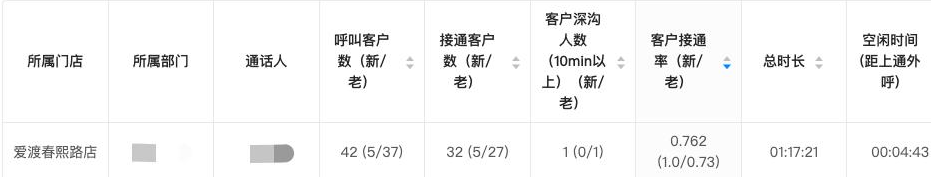 所属门店
所属部门
通话人
呼叫客户
数（新/
老）
接通客户
数（新/
老）
客户深沟
人数
（10min以
上）（新/
老）
客户接通
率（新/
老）
总时长
空闲时间
（距上通外
呼）
爱渡春熙路店
42 (5/37)
32 (5/27)
1 (0/1)
0.762
(1.0/0.73)
01:17:21
00:04:43